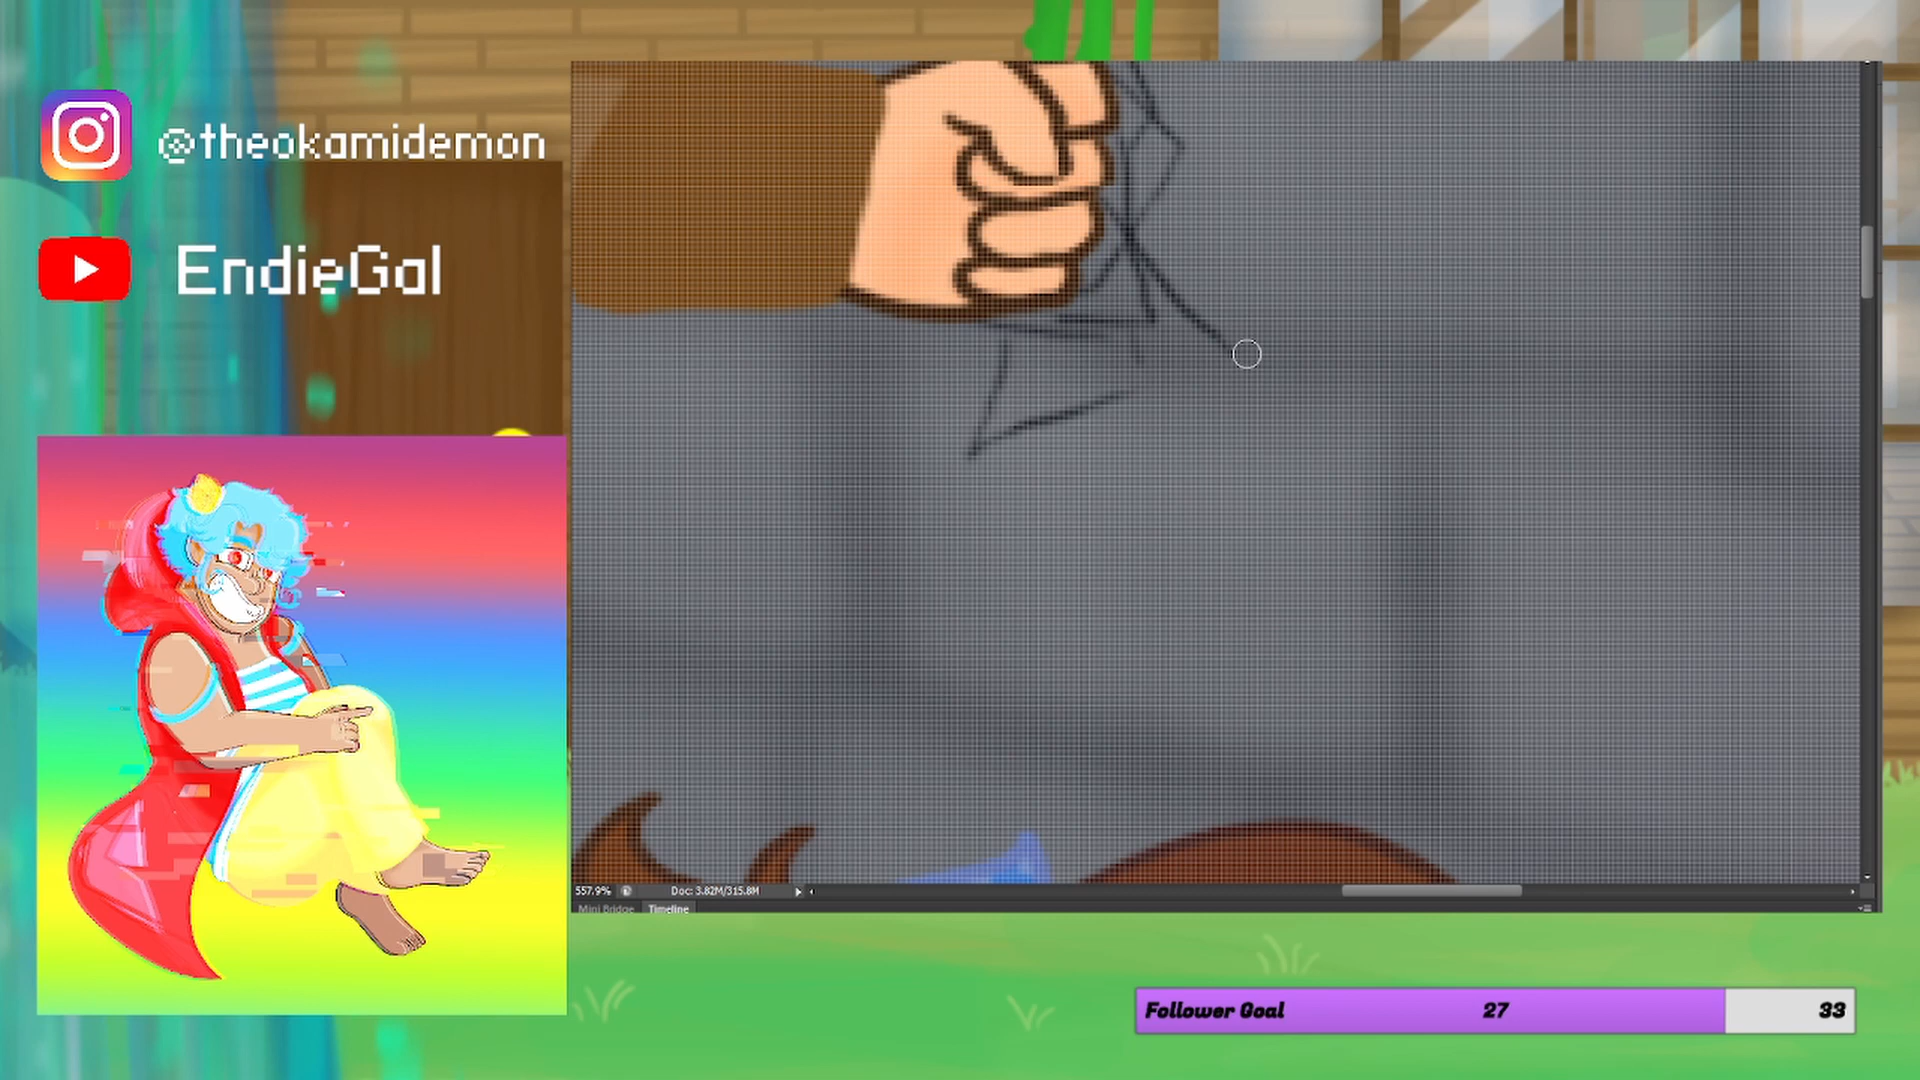 @theokamidemon
EndieGal
557.9%
Doc: 3.82M/315.8M
Mini Bridge
Timeline
Follower Goal
27
33